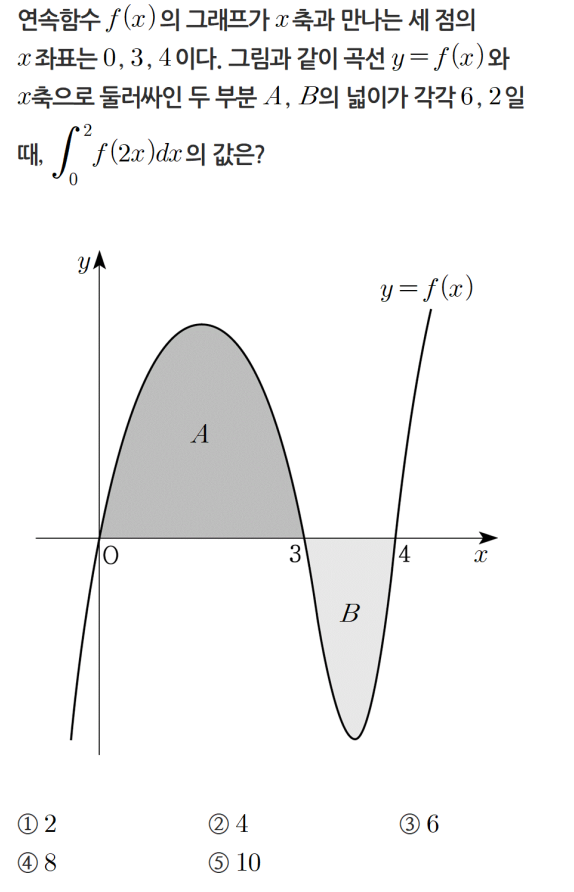 연속함수 f(x)의 그래프가 x축과 만나는 세 점의
x좌표는 0, 3, 4이다. 그림과 같이 곡선 y=f(x)와
x축으로 둘러싸인 두 부분 A, B의 넓이가 각각 6, 2일
때, ∫₀² f(2x)dx의 값은?
y
y=f(x)
A
O
3
4
x
B
① 2
② 4
③ 6
④ 8
⑤ 10